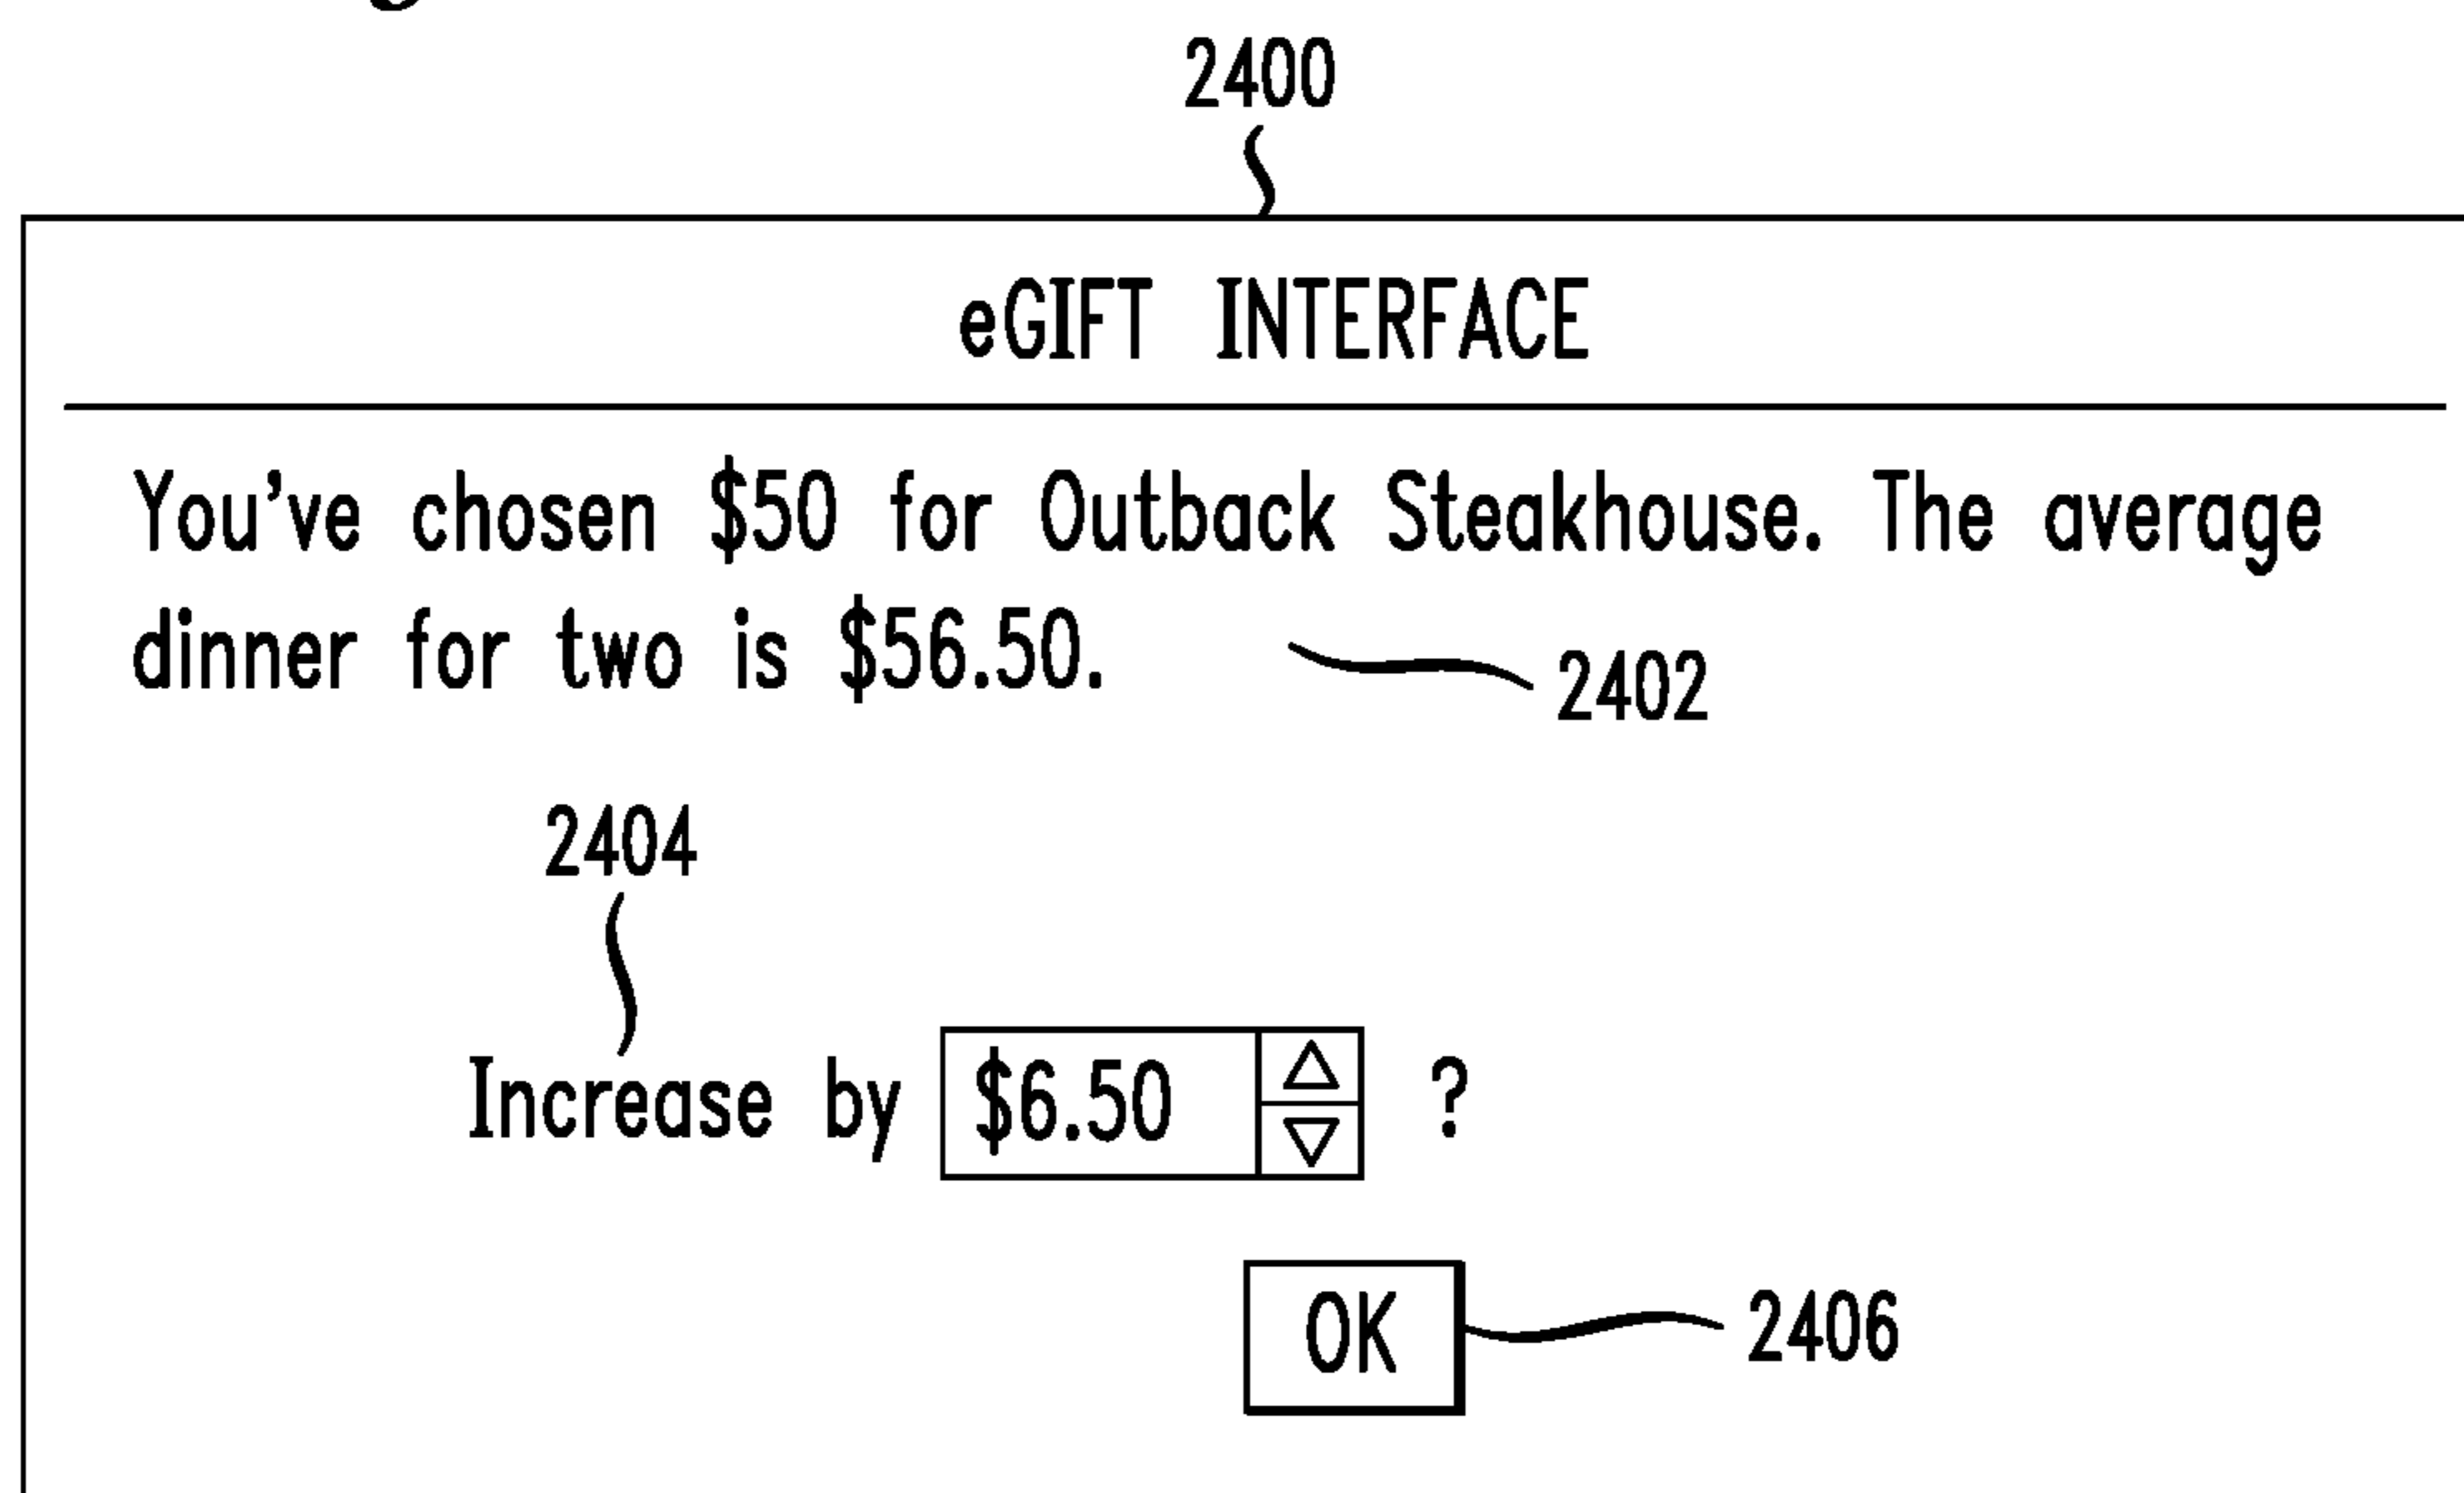 2400
eGIFT INTERFACE
You've chosen $50 for Outback Steakhouse. The average
dinner for two is $56.50.
2402
2404
Increase by $6.50 ?
OK
2406